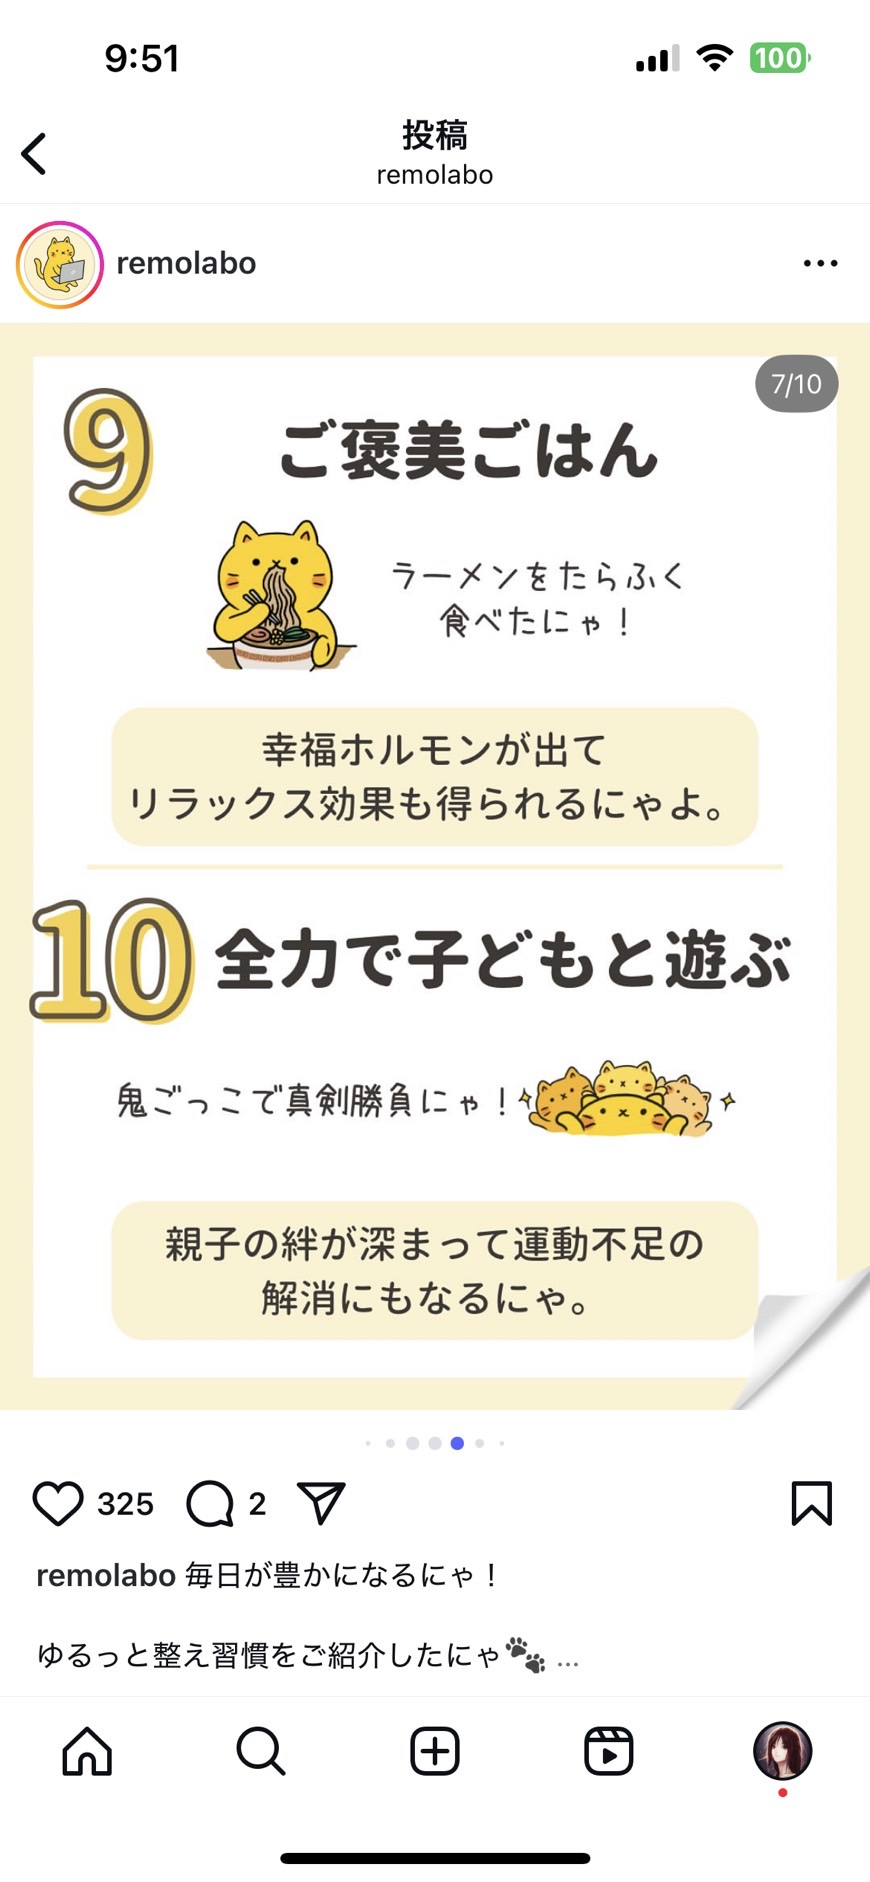 9:51
100
投稿
remolabo
remolabo
7/10
9
ご褒美ごはん
ラーメンをたらふく
食べたにゃ！
幸福ホルモンが出て
リラックス効果も得られるにゃよ。
10
全力で子どもと遊ぶ
鬼ごっこで真剣勝負にゃ！
親子の絆が深まって運動不足の
解消にもなるにゃ。
325
2
remolabo 毎日が豊かになるにゃ！
ゆるっと整え習慣をご紹介したにゃ🐾 ...